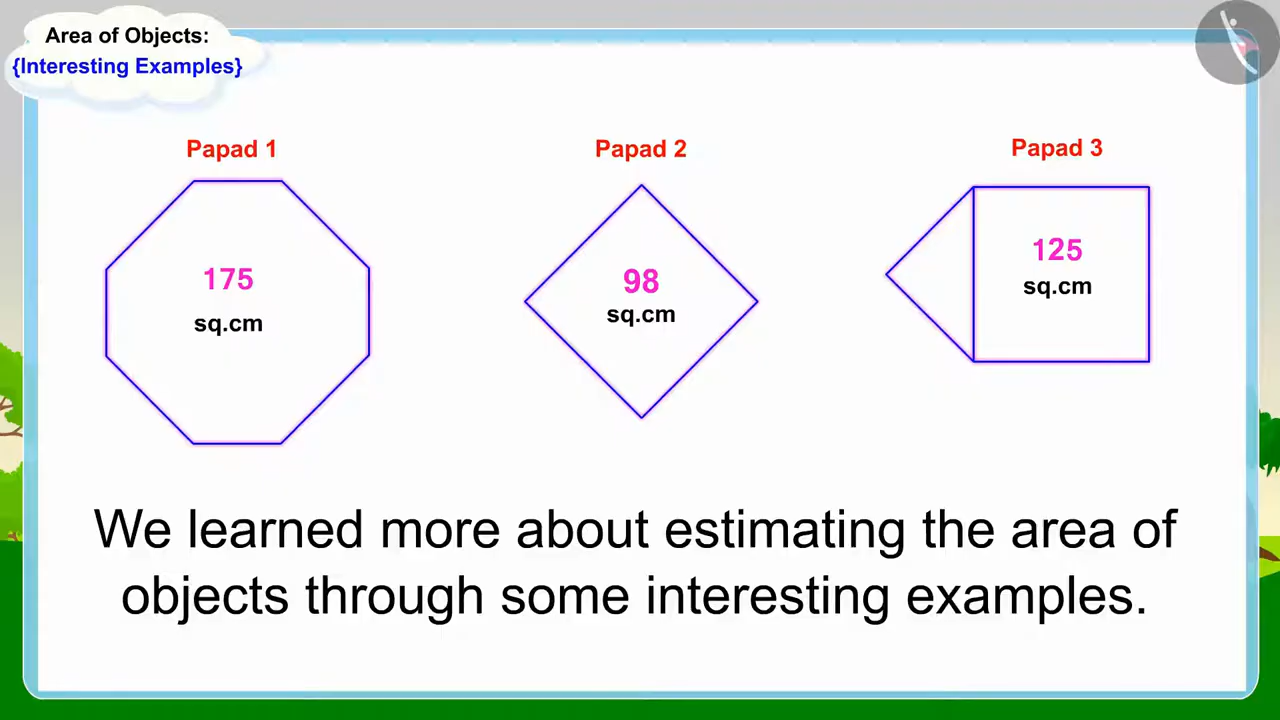 Area of Objects:
{Interesting Examples}
Papad 1
Papad 2
Papad 3
175
sq.cm
98
sq.cm
125
sq.cm
We learned more about estimating the area of
objects through some interesting examples.